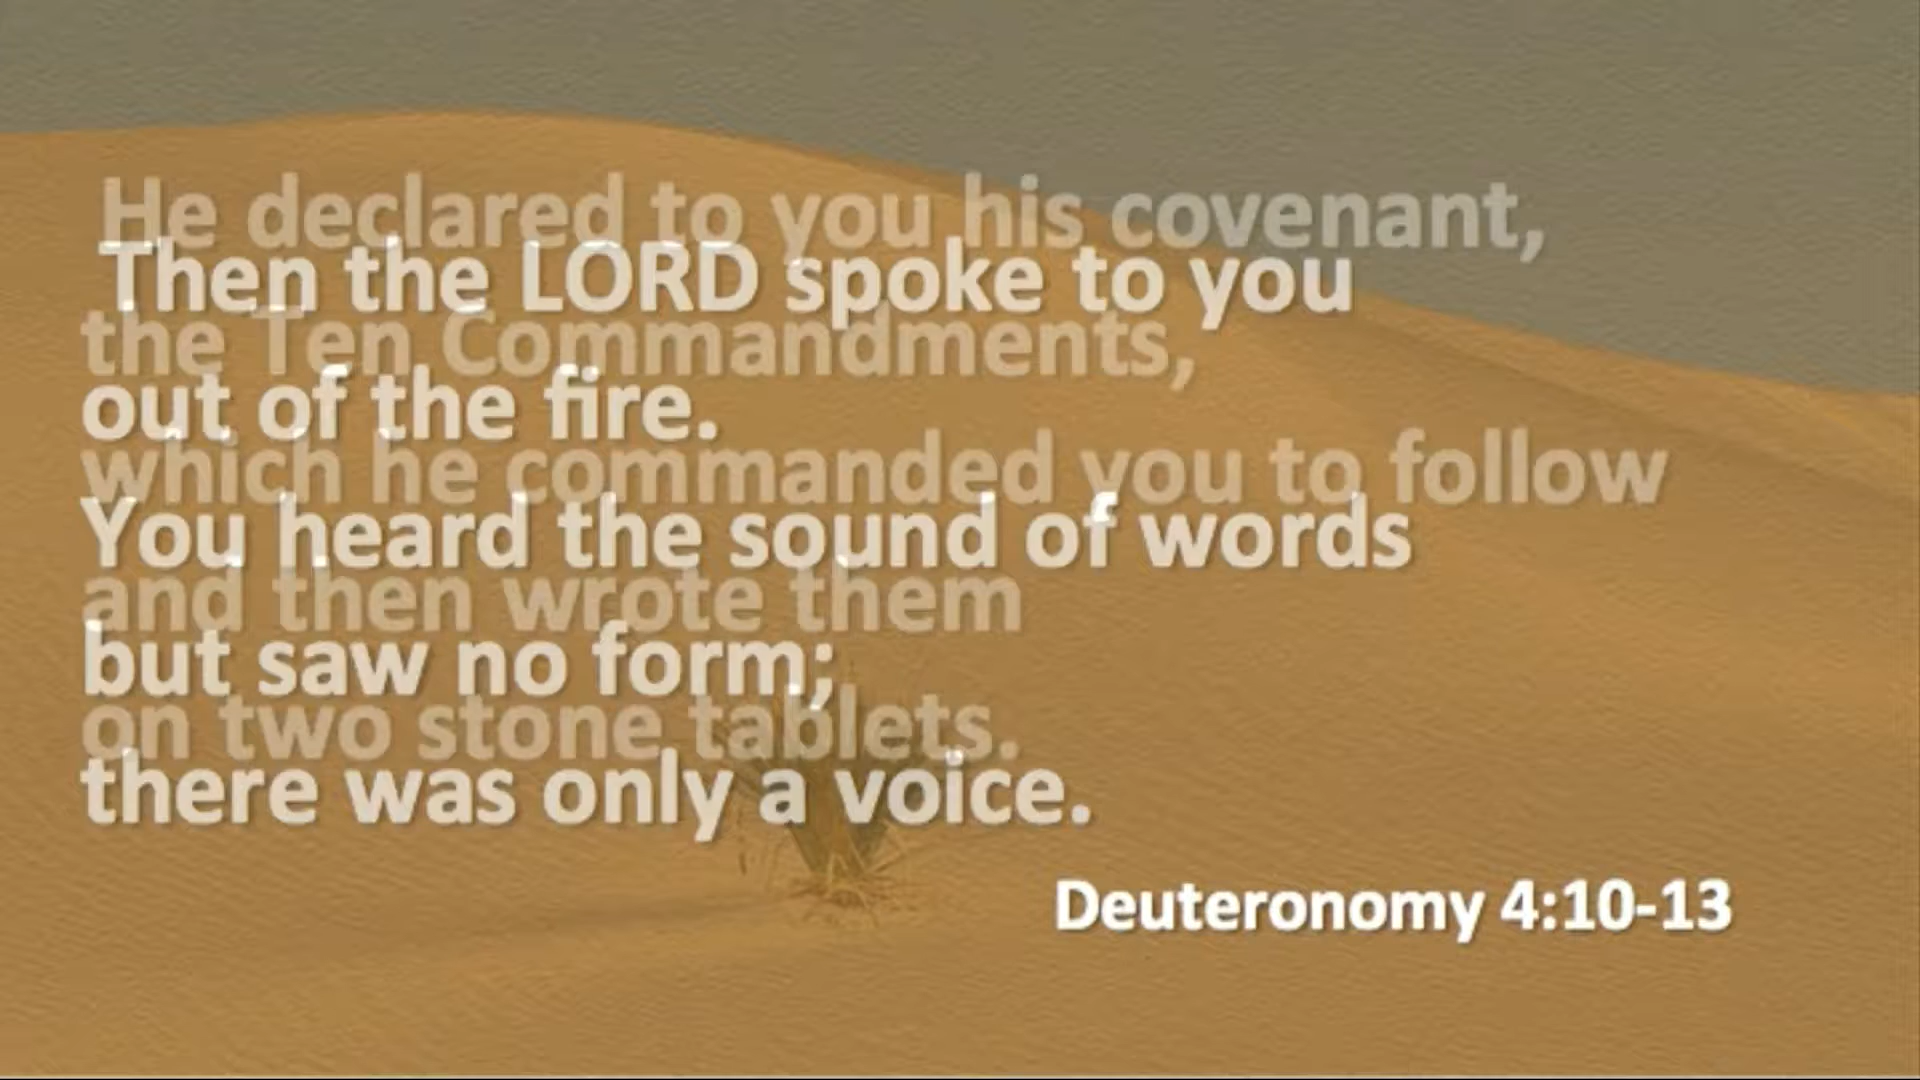 He declared to you his covenant,
Then the LORD spoke to you
the Ten Commandments,
out of the fire.
which he commanded you to follow
You heard the sound of words
and then wrote them
but saw no form;
on two stone tablets.
there was only a voice.
Deuteronomy 4:10-13